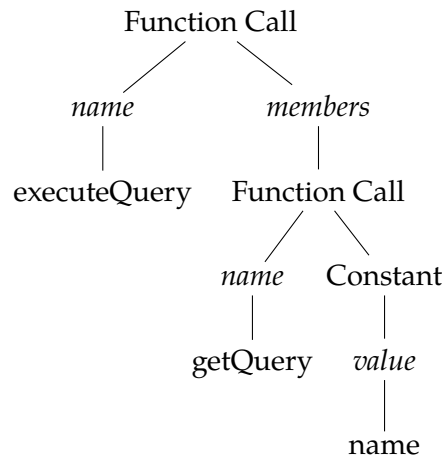 Function Call
name members
executeQuery Function Call
name Constant
getQuery value
name